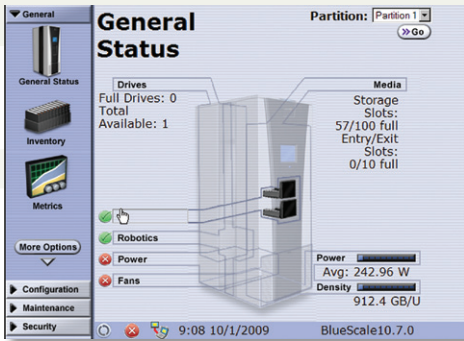 General
General Status
Inventory
Metrics
More Options
Configuration
Maintenance
Security
General
Status
Partition: Partition 1
Go
Drives
Full Drives: 0
Total
Available: 1
Media
Storage
Slots:
57/100 full
Entry/Exit
Slots:
0/10 full
Robotics
Power
Fans
Power
Avg: 242.96 W
Density
912.4 GB/U
9:08 10/1/2009
BlueScale10.7.0